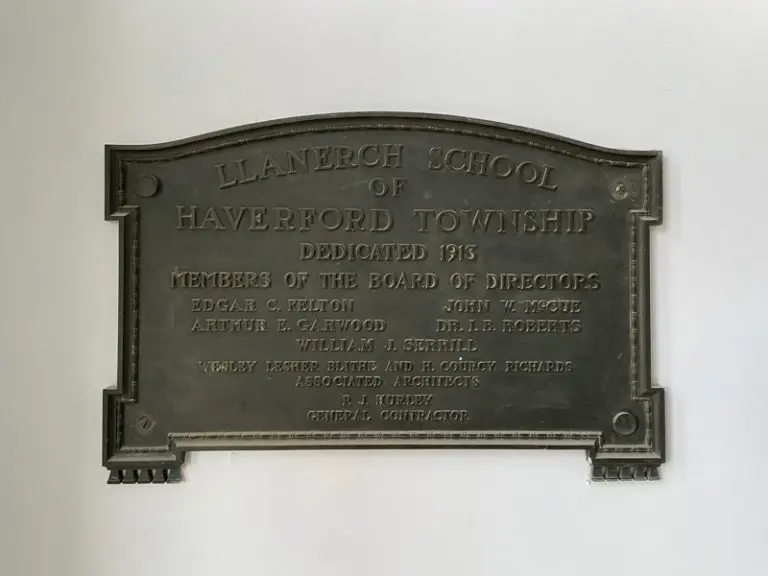 LLANERCH SCHOOL
OF
HAVERFORD TOWNSHIP
DEDICATED 1913
MEMBERS OF THE BOARD OF DIRECTORS
EDGAR C. FELTON JOHN W. McCUE
ARTHUR E. GARWOOD DR. I. B. ROBERTS
WILLIAM J. SERRILL
WESLEY LESHER BLITHE AND H. COURCY RICHARDS
ASSOCIATED ARCHITECTS
R. J. HURLEY
GENERAL CONTRACTOR